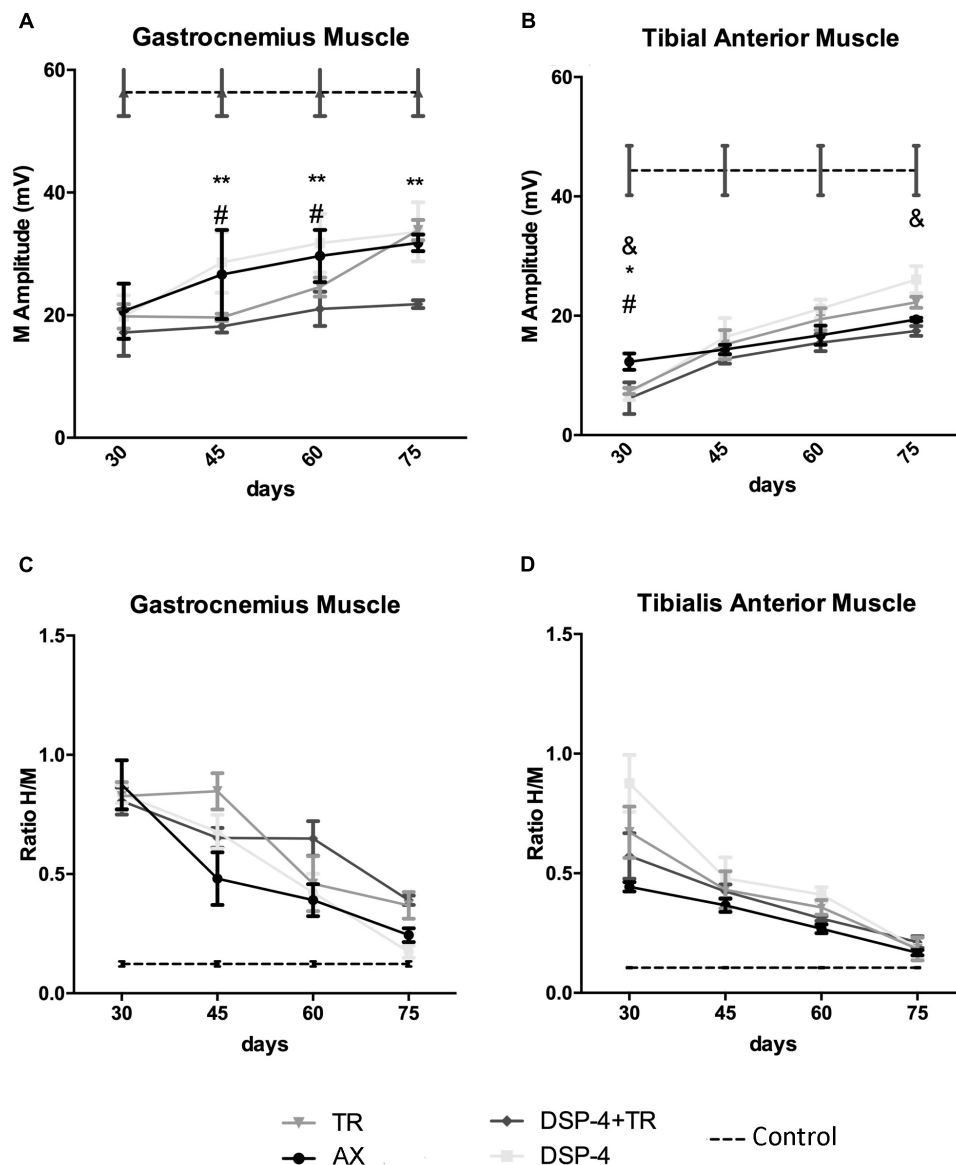 A
Gastrocnemius Muscle
60
40
20
0
M Amplitude (mV)
** ** **
# #
30 45 60 75
days
B
Tibial Anterior Muscle
60
40
20
0
M Amplitude (mV)
& &
*
#
30 45 60 75
days
C
Gastrocnemius Muscle
1.5
1.0
0.5
0.0
Ratio H/M
30 45 60 75
days
D
Tibialis Anterior Muscle
1.5
1.0
0.5
0.0
Ratio H/M
30 45 60 75
days
TR
AX
DSP-4+TR
DSP-4
Control